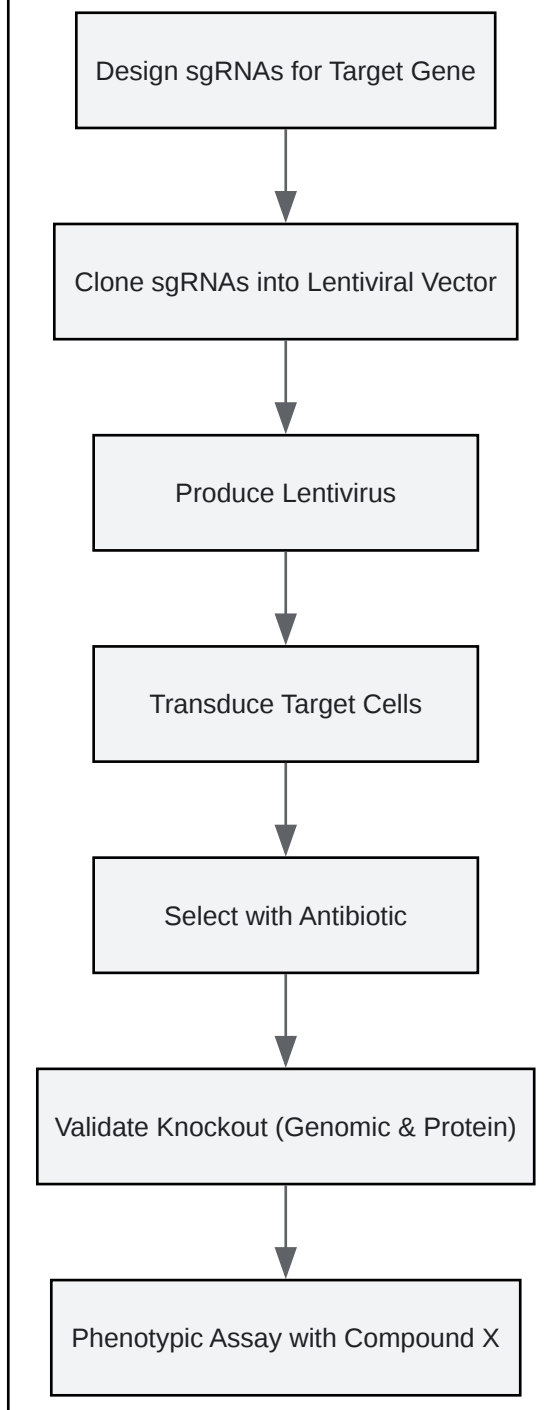 Design sgRNAs for Target Gene
Clone sgRNAs into Lentiviral Vector
Produce Lentivirus
Transduce Target Cells
Select with Antibiotic
Validate Knockout (Genomic & Protein)
Phenotypic Assay with Compound X